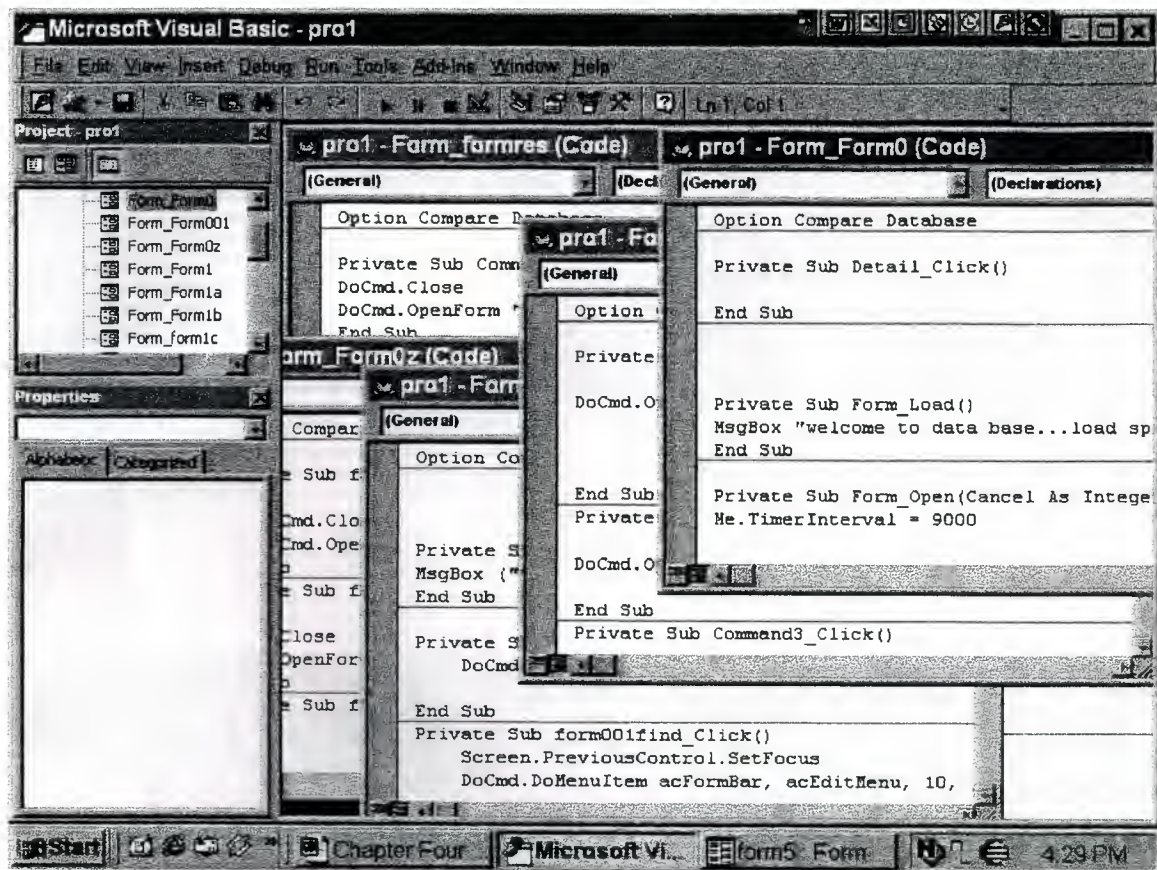 Microsoft Visual Basic - pro1
File Edit View Insert Debug Run Tools Add-Ins Window Help
Ln 1, Col 1
Project - pro1
Form_Form0
Form_Form001
Form_Form0z
Form_Form1
Form_Form1a
Form_Form1b
Form_form1c
Properties
Alphabetic Categorized
pro1 - Form_formres (Code)
(General)
(Decl
Option Compare Database
Private Sub Comm
DoCmd.Close
DoCmd.OpenForm "
End Sub
pro1 - Form_Form0 (Code)
(General)
(Declarations)
Option Compare Database
Private Sub Detail_Click()
End Sub
Private Sub Form_Load()
MsgBox "welcome to data base...load sp
End Sub
Private Sub Form_Open(Cancel As Intege
Me.TimerInterval = 9000
pro1 - Fo
(General)
Option
Private
DoCmd.O
End Sub
Private
DoCmd.O
End Sub
Private Sub Command3_Click()
orm_Form0z (Code)
Compar
e Sub f
Cmd.Clo
Cmd.Ope
e Sub f
Close
OpenFor
e Sub f
pro1 - Form
(General)
Option Co
Private S
MsgBox ("
End Sub
Private S
DoCmd
End Sub
Private Sub form001find_Click()
Screen.PreviousControl.SetFocus
DoCmd.DoMenuItem acFormBar, acEditMenu, 10,
Start
Chapter Four
Microsoft Vi...
form5 : Form
4:29 PM